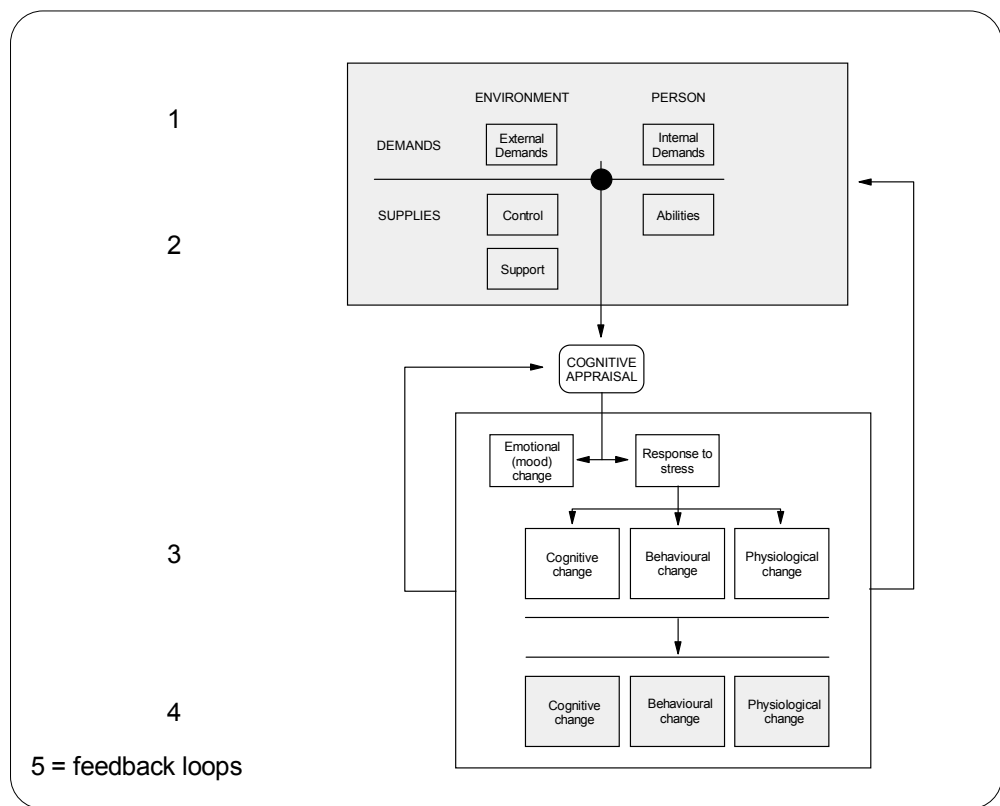 1
ENVIRONMENT
PERSON
DEMANDS
External
Demands
Internal
Demands
SUPPLIES
Control
Abilities
2
Support
COGNITIVE
APPRAISAL
Emotional
(mood)
change
Response to
stress
3
Cognitive
change
Behavioural
change
Physiological
change
4
Cognitive
change
Behavioural
change
Physiological
change
5 = feedback loops